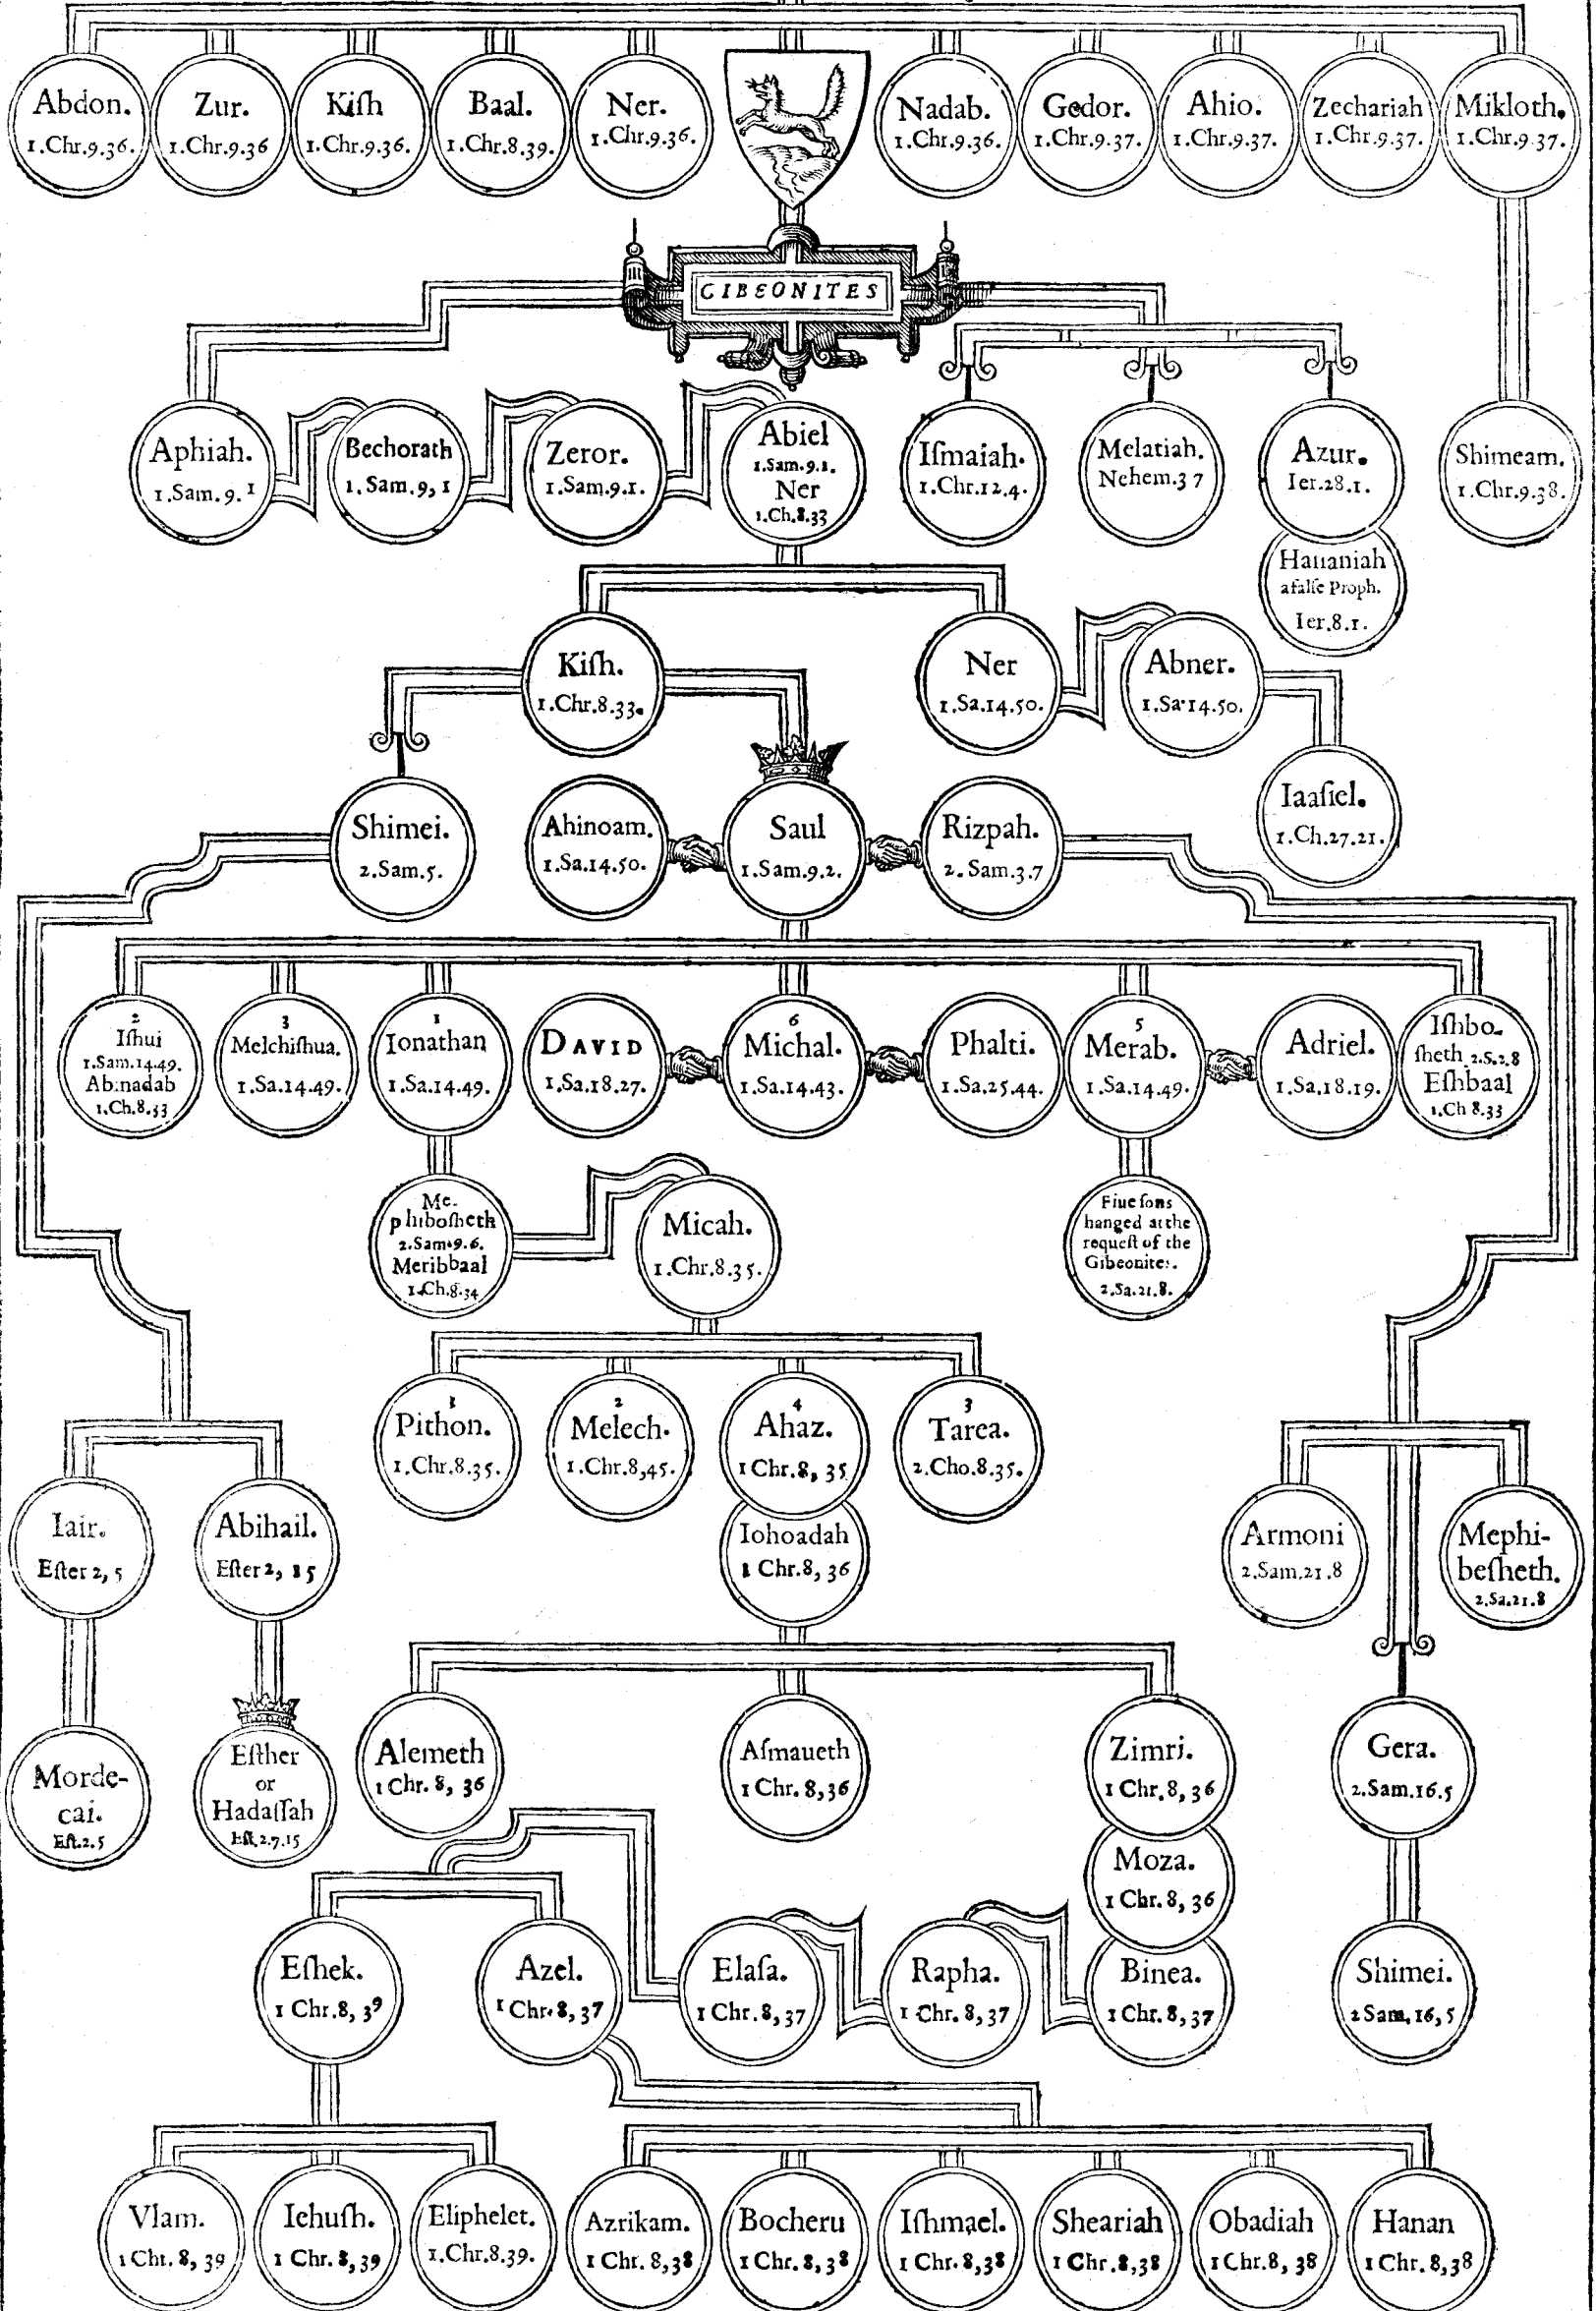 Abdon.
1.Chr.9.36.
Zur.
1.Chr.9.36
Kiſh
1.Chr.9.36.
Baal.
1.Chr.8.39.
Ner.
1.Chr.9.36.
Nadab.
1.Chr.9.36.
Gedor.
1.Chr.9.37.
Ahio.
1.Chr.9.37.
Zechariah
1.Chr.9.37.
Mikloth.
1.Chr.9.37.
GIBEONITES
Aphiah.
1.Sam.9.1
Bechorath
1.Sam.9,1
Zeror.
1.Sam.9.1.
Abiel
1.Sam.9.1.
Ner
1.Ch.8.33
Iſmaiah.
1.Chr.12.4.
Melatiah.
Nehem.37
Azur.
Ier.28.1.
Hananiah
a falſe Proph.
Ier.8.1.
Shimeam.
1.Chr.9.38.
Kiſh.
1.Chr.8.33.
Ner
1.Sa.14.50.
Abner.
1.Sa.14.50.
Iaaſiel.
1.Ch.27.21.
Shimei.
2.Sam.5.
Ahinoam.
1.Sa.14.50.
Saul
1.Sam.9.2.
Rizpah.
2.Sam.3.7
2
Iſhui
1.Sam.14.49.
Abinadab
1.Ch.8.33
3
Melchiſhua.
1.Sa.14.49.
1
Ionathan
1.Sa.14.49.
DAVID
1.Sa.18.27.
6
Michal.
1.Sa.14.43.
Phalti.
1.Sa.25.44.
5
Merab.
1.Sa.14.49.
Adriel.
1.Sa.18.19.
Iſhbo-
ſheth 2.S.2.8
Eſhbaal
1.Ch 8.33
Me-
phiboſheth
2.Sam.9.6.
Meribbaal
1.Ch.8.34
Micah.
1.Chr.8.35.
Fiue ſons
hanged at the
requeſt of the
Gibeonites.
2.Sa.21.8.
1
Pithon.
1.Chr.8.35.
2
Melech.
1.Chr.8,45.
4
Ahaz.
1 Chr.8, 35
3
Tarea.
2.Cho.8.35.
Iohoadah
1 Chr.8, 36
Iair.
Eſter 2, 5
Abihail.
Eſter 2, 15
Armoni
2.Sam.21.8
Mephi-
beſheth.
2.Sa.21.8
Morde-
cai.
Eſt.2.5
Eſther
or
Hadaſſah
Eſt.2.7.15
Alemeth
1 Chr. 8, 36
Aſmaueth
1 Chr. 8,36
Zimri.
1 Chr.8, 36
Gera.
2.Sam.16.5
Moza.
1 Chr. 8, 36
Eſhek.
1 Chr.8, 39
Azel.
1 Chr.8,37
Elaſa.
1 Chr.8,37
Rapha.
1 Chr. 8,37
Binea.
1 Chr. 8,37
Shimei.
2 Sam. 16, 5
Vlam.
1 Chr. 8, 39
Iehuſh.
1 Chr. 8,39
Eliphelet.
1.Chr.8.39.
Azrikam.
1 Chr. 8,38
Bocheru
1 Chr. 8,38
Iſhmael.
1 Chr.8,38
Sheariah
1 Chr.8,38
Obadiah
1 Chr.8, 38
Hanan
1 Chr.8,38